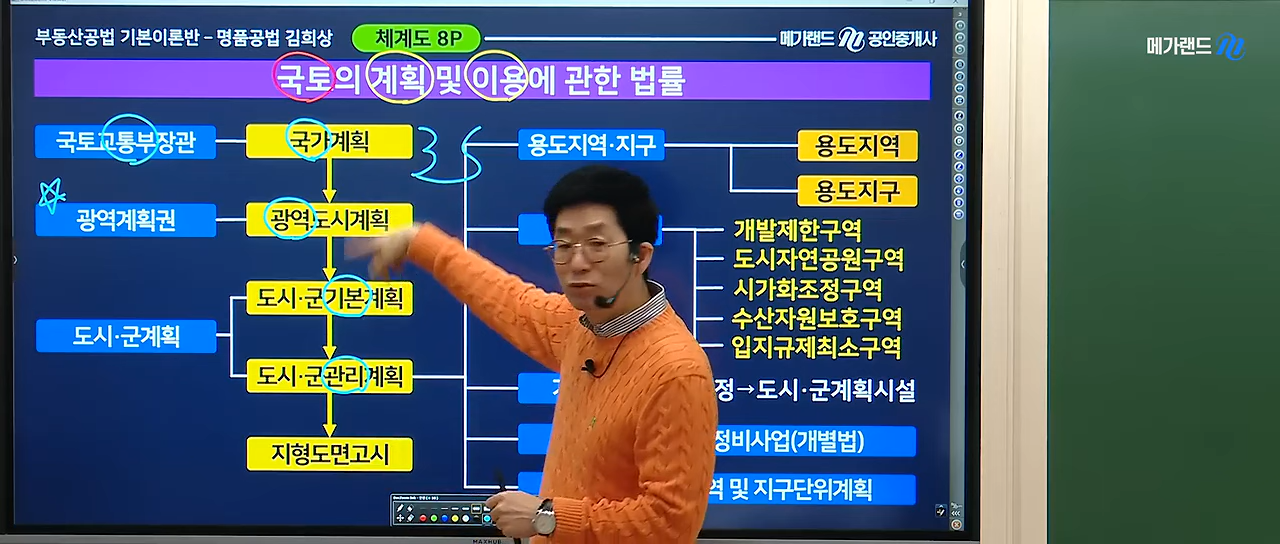 부동산공법 기본이론반 – 명품공법 김희상
체계도 8P
메가랜드 공인중개사
메가랜드
국토의 계획 및 이용에 관한 법률
국토교통부장관
국가계획
35
용도지역·지구
용도지역
용도지구
광역계획권
광역도시계획
개발제한구역
도시자연공원구역
시가화조정구역
수산자원보호구역
입지규제최소구역
도시·군기본계획
도시·군계획
도시·군관리계획
정→도시·군계획시설
정비사업(개별법)
지형도면고시
역 및 지구단위계획
MAXHUB